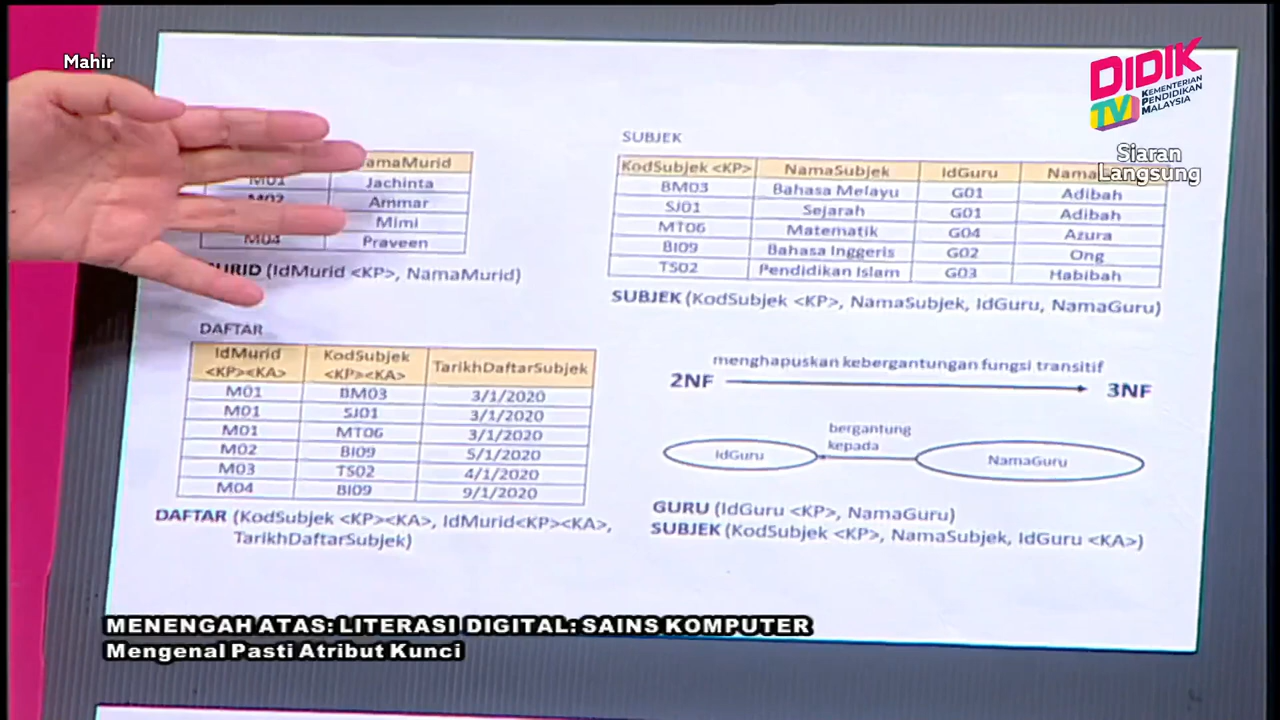 Mahir
DIDIK
TV
KEMENTERIAN
PENDIDIKAN
MALAYSIA
Siaran
Langsung
amaMurid
M01 Jachinta
M02 Ammar
Mimi
M04 Praveen
URID (IdMurid <KP>, NamaMurid)
SUBJEK
KodSubjek <KP> NamaSubjek IdGuru Nama
BM03 Bahasa Melayu G01 Adibah
SJ01 Sejarah G01 Adibah
MT06 Matematik G04 Azura
BI09 Bahasa Inggeris G02 Ong
TS02 Pendidikan Islam G03 Habibah
SUBJEK (KodSubjek <KP>, NamaSubjek, IdGuru, NamaGuru)
DAFTAR
IdMurid <KP><KA> KodSubjek <KP><KA> TarikhDaftarSubjek
M01 BM03 3/1/2020
M01 SJ01 3/1/2020
M01 MT06 3/1/2020
M02 BI09 5/1/2020
M03 TS02 4/1/2020
M04 BI09 9/1/2020
DAFTAR (KodSubjek <KP><KA>, IdMurid<KP><KA>,
TarikhDaftarSubjek)
menghapuskan kebergantungan fungsi transitif
2NF 3NF
bergantung
kepada
IdGuru NamaGuru
GURU (IdGuru <KP>, NamaGuru)
SUBJEK (KodSubjek <KP>, NamaSubjek, IdGuru <KA>)
MENENGAH ATAS: LITERASI DIGITAL: SAINS KOMPUTER
Mengenal Pasti Atribut Kunci